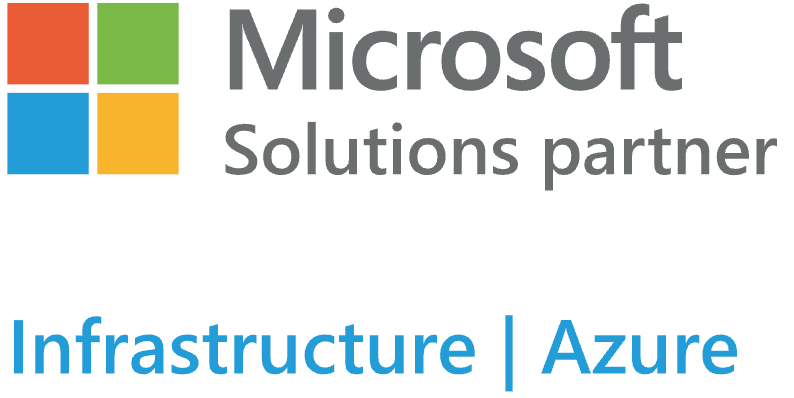 Microsoft
Solutions partner
Infrastructure | Azure